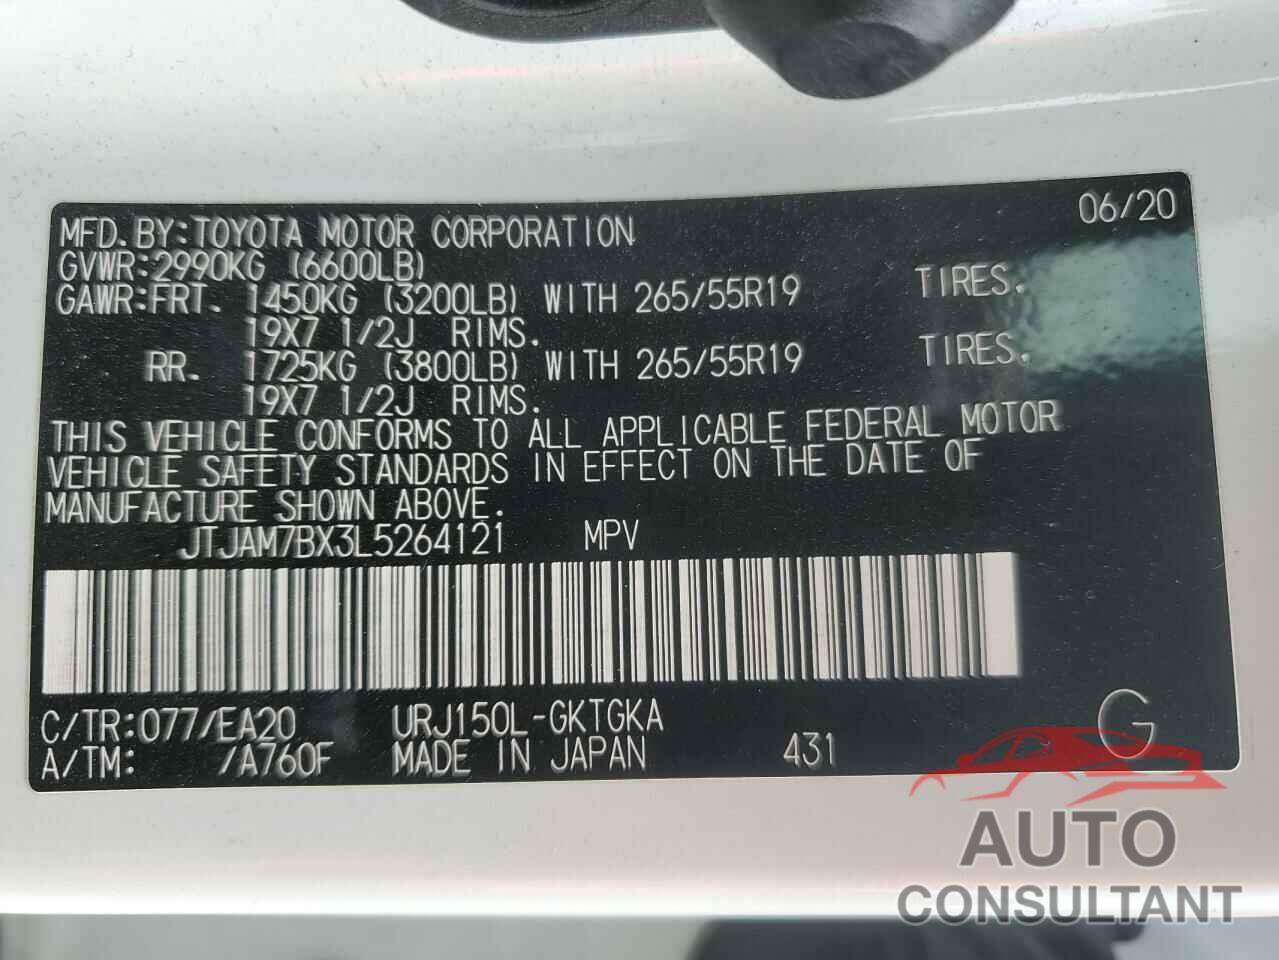 06/20
MFD.BY:TOYOTA MOTOR CORPORATION
GVWR:2990KG (6600LB)
GAWR:FRT. 1450KG (3200LB) WITH 265/55R19 TIRES.
19X7 1/2J RIMS.
RR. 1725KG (3800LB) WITH 265/55R19 TIRES.
19X7 1/2J RIMS.
THIS VEHICLE CONFORMS TO ALL APPLICABLE FEDERAL MOTOR
VEHICLE SAFETY STANDARDS IN EFFECT ON THE DATE OF
MANUFACTURE SHOWN ABOVE.
JTJAM7BX3L5264121 MPV
C/TR:077/EA20 URJ150L-GKTGKA
A/TM: /A760F MADE IN JAPAN 431 G
AUTO
CONSULTANT